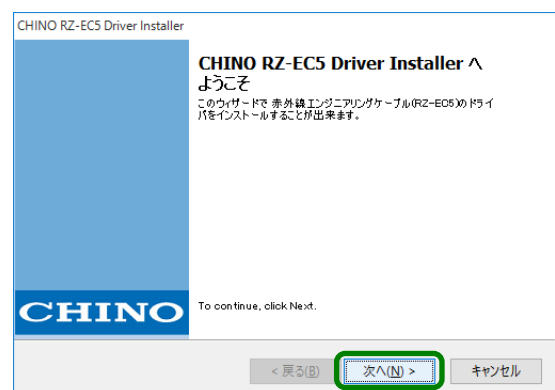 CHINO RZ-EC5 Driver Installer
CHINO RZ-EC5 Driver Installer へ
ようこそ
このウィザードで 赤外線エンジニアリングケーブル(RZ-EC5)のドライ
バをインストールすることが出来ます。
CHINO
To continue, click Next.
< 戻る(B)
次へ(N) >
キャンセル